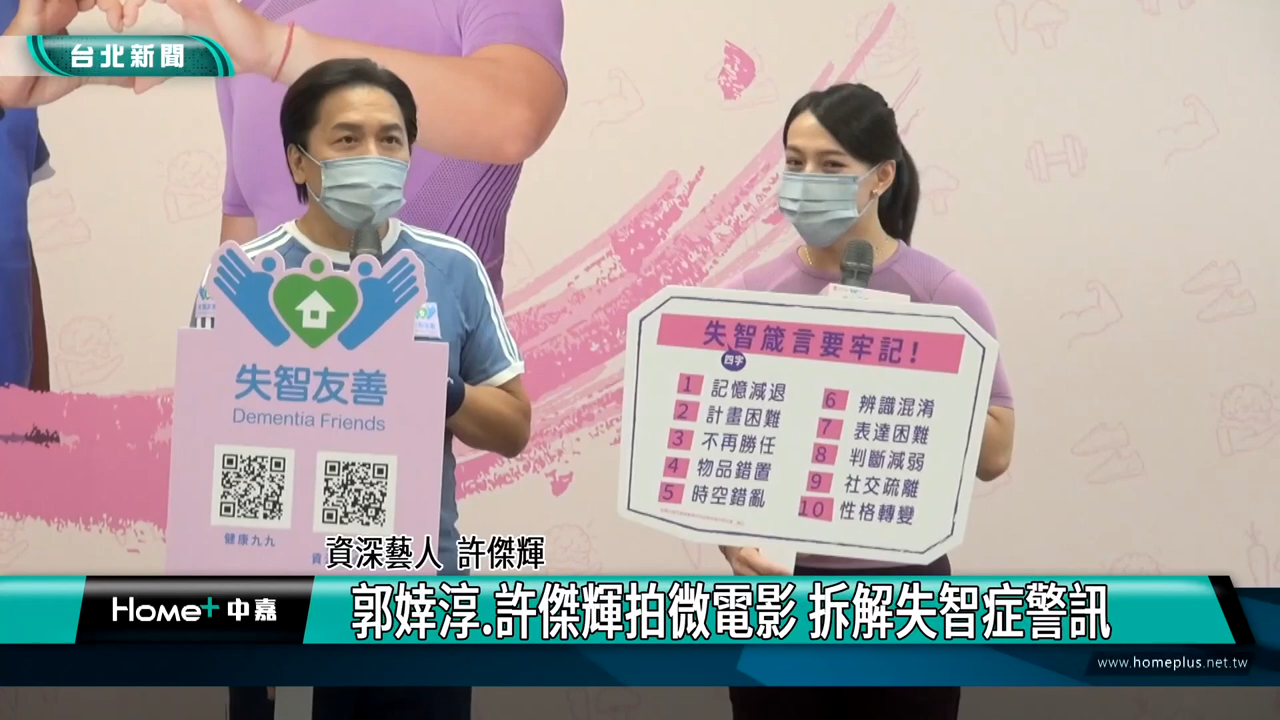 台北新聞
失智友善
Dementia Friends
健康九九
資
失智箴言要牢記!
四字
1 記憶減退
2 計畫困難
3 不再勝任
4 物品錯置
5 時空錯亂
6 辨識混淆
7 表達困難
8 判斷減弱
9 社交疏離
10 性格轉變
資深藝人 許傑輝
Home+中嘉
郭婞淳.許傑輝拍微電影 拆解失智症警訊
www.homeplus.net.tw